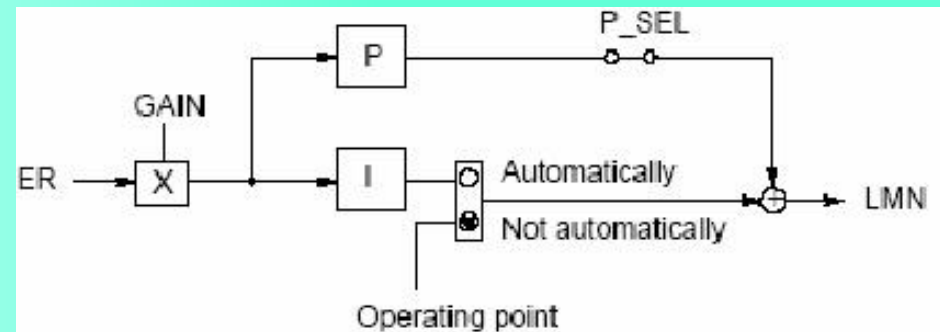 P_SEL
P
GAIN
ER
X
I
Automatically
LMN
Not automatically
Operating point